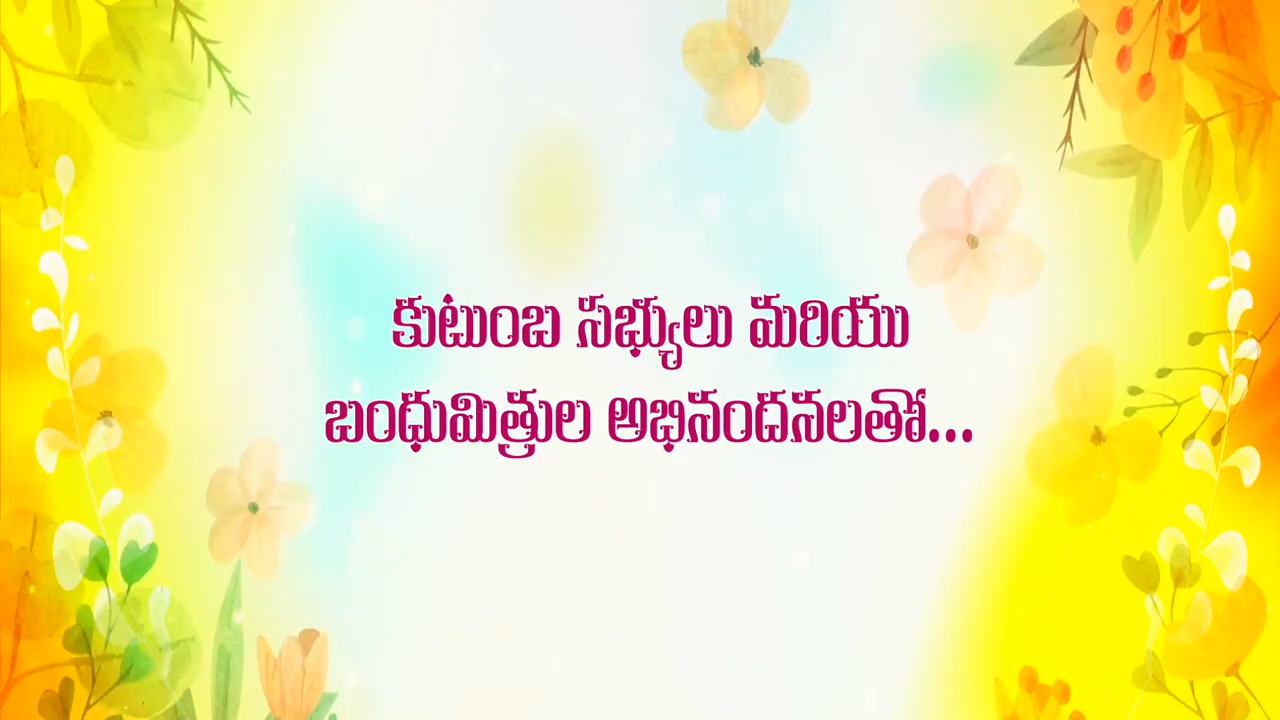 కుటుంబ సభ్యులు మరియు
బంధుమిత్రుల అభినందనలతో...